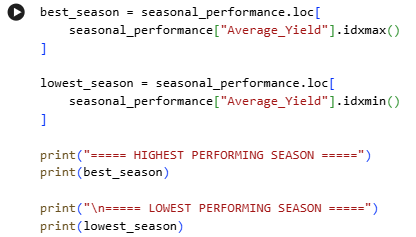 best_season = seasonal_performance.loc[
    seasonal_performance["Average_Yield"].idxmax()
]

lowest_season = seasonal_performance.loc[
    seasonal_performance["Average_Yield"].idxmin()
]

print("===== HIGHEST PERFORMING SEASON =====")
print(best_season)

print("\n===== LOWEST PERFORMING SEASON =====")
print(lowest_season)